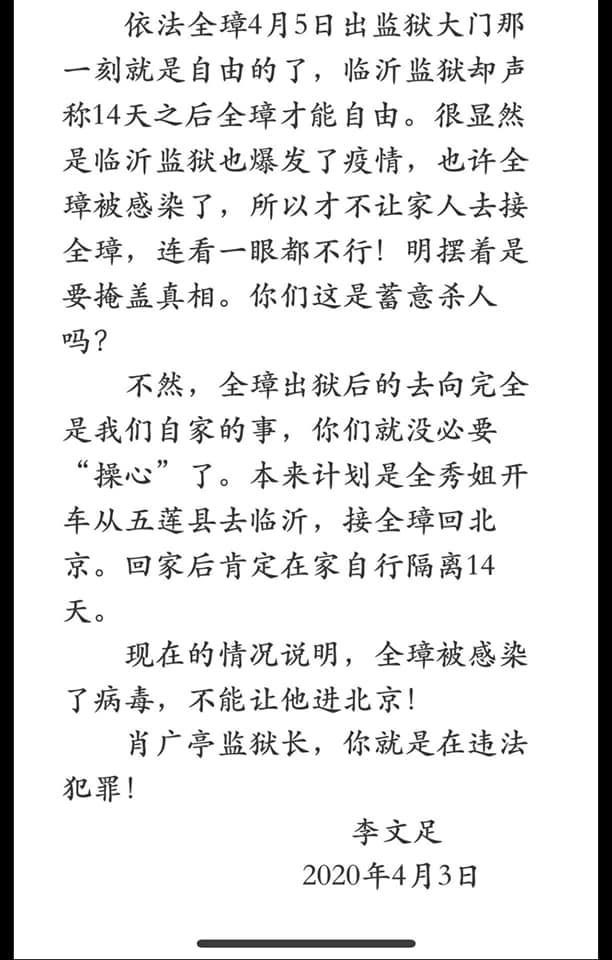 依法全璋4月5日出监狱大门那
一刻就是自由的了，临沂监狱却声
称14天之后全璋才能自由。很显然
是临沂监狱也爆发了疫情，也许全
璋被感染了，所以才不让家人去接
全璋，连看一眼都不行！明摆着是
要掩盖真相。你们这是蓄意杀人
吗？
不然，全璋出狱后的去向完全
是我们自家的事，你们就没必要
“操心”了。本来计划是全秀姐开
车从五莲县去临沂，接全璋回北
京。回家后肯定在家自行隔离14
天。
现在的情况说明，全璋被感染
了病毒，不能让他进北京！
肖广亭监狱长，你就是在违法
犯罪！
李文足
2020年4月3日